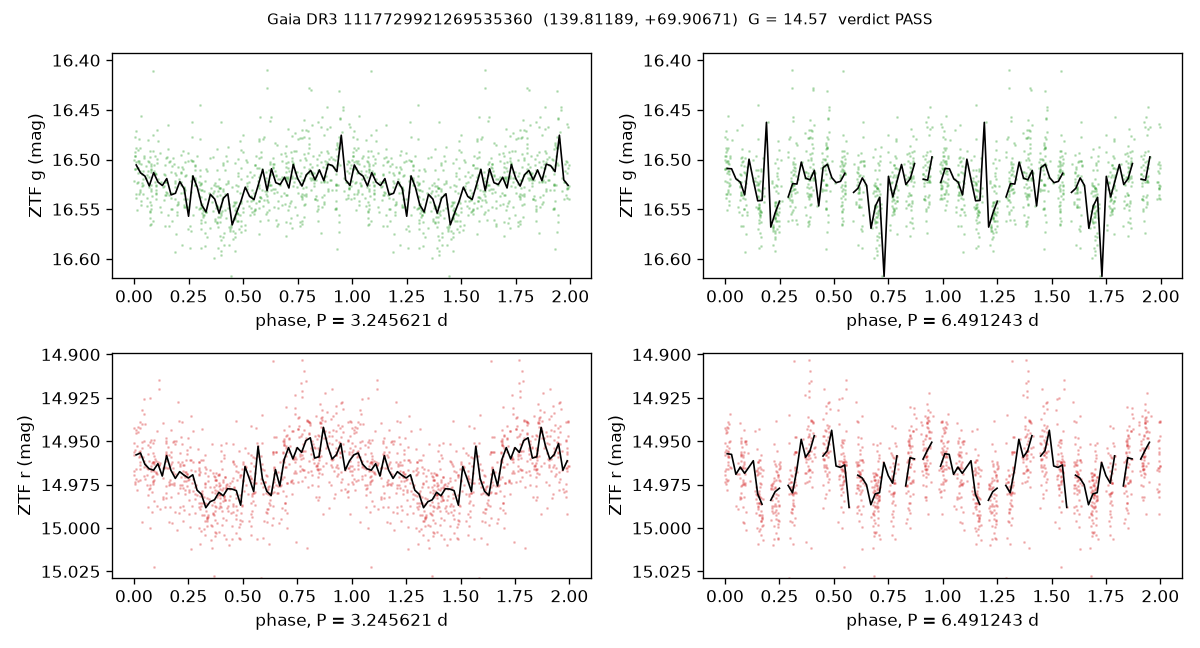 Gaia DR3 1117729921269535360  (139.81189, +69.90671)  G = 14.57  verdict PASS
ZTF g (mag)
16.40
16.45
16.50
16.55
16.60
0.00 0.25 0.50 0.75 1.00 1.25 1.50 1.75 2.00
phase, P = 3.245621 d
ZTF g (mag)
16.40
16.45
16.50
16.55
16.60
0.00 0.25 0.50 0.75 1.00 1.25 1.50 1.75 2.00
phase, P = 6.491243 d
ZTF r (mag)
14.900
14.925
14.950
14.975
15.000
15.025
0.00 0.25 0.50 0.75 1.00 1.25 1.50 1.75 2.00
phase, P = 3.245621 d
ZTF r (mag)
14.900
14.925
14.950
14.975
15.000
15.025
0.00 0.25 0.50 0.75 1.00 1.25 1.50 1.75 2.00
phase, P = 6.491243 d